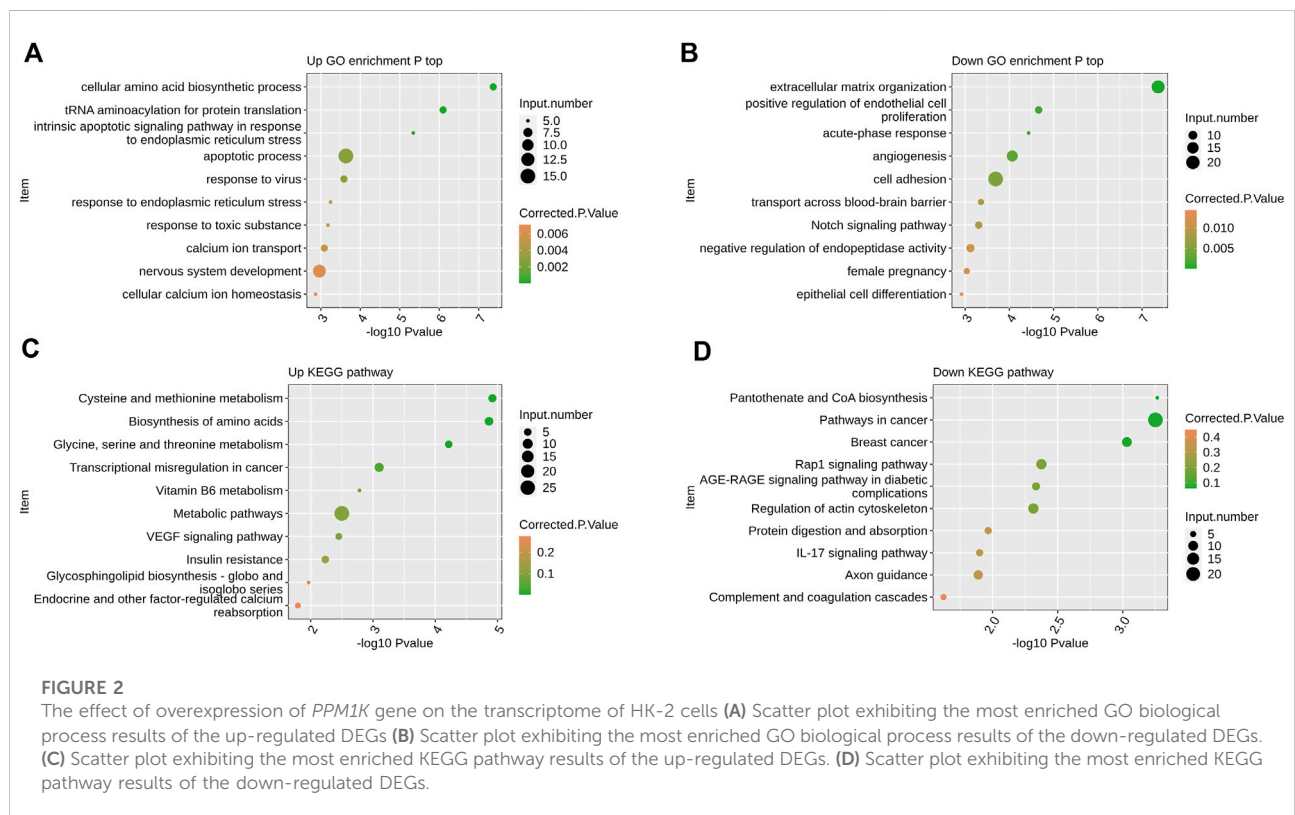 A
Up GO enrichment P top
cellular amino acid biosynthetic process
tRNA aminoacylation for protein translation
intrinsic apoptotic signaling pathway in response
to endoplasmic reticulum stress
apoptotic process
response to virus
response to endoplasmic reticulum stress
response to toxic substance
calcium ion transport
nervous system development
cellular calcium ion homeostasis
Item
3 4 5 6 7
-log10 Pvalue
Input.number
5.0
7.5
10.0
12.5
15.0
Corrected.P.Value
0.006
0.004
0.002
B
Down GO enrichment P top
extracellular matrix organization
positive regulation of endothelial cell
proliferation
acute-phase response
angiogenesis
cell adhesion
transport across blood-brain barrier
Notch signaling pathway
negative regulation of endopeptidase activity
female pregnancy
epithelial cell differentiation
Item
3 4 5 6 7
-log10 Pvalue
Input.number
10
15
20
Corrected.P.Value
0.010
0.005
C
Up KEGG pathway
Cysteine and methionine metabolism
Biosynthesis of amino acids
Glycine, serine and threonine metabolism
Transcriptional misregulation in cancer
Vitamin B6 metabolism
Metabolic pathways
VEGF signaling pathway
Insulin resistance
Glycosphingolipid biosynthesis - globo and
isoglobo series
Endocrine and other factor-regulated calcium
reabsorption
Item
2 3 4 5
-log10 Pvalue
Input.number
5
10
15
20
25
Corrected.P.Value
0.2
0.1
D
Down KEGG pathway
Pantothenate and CoA biosynthesis
Pathways in cancer
Breast cancer
Rap1 signaling pathway
AGE-RAGE signaling pathway in diabetic
complications
Regulation of actin cytoskeleton
Protein digestion and absorption
IL-17 signaling pathway
Axon guidance
Complement and coagulation cascades
Item
2.0 2.5 3.0
-log10 Pvalue
Corrected.P.Value
0.4
0.3
0.2
0.1
Input.number
5
10
15
20
FIGURE 2
The effect of overexpression of PPM1K gene on the transcriptome of HK-2 cells (A) Scatter plot exhibiting the most enriched GO biological
process results of the up-regulated DEGs (B) Scatter plot exhibiting the most enriched GO biological process results of the down-regulated DEGs.
(C) Scatter plot exhibiting the most enriched KEGG pathway results of the up-regulated DEGs. (D) Scatter plot exhibiting the most enriched KEGG
pathway results of the down-regulated DEGs.